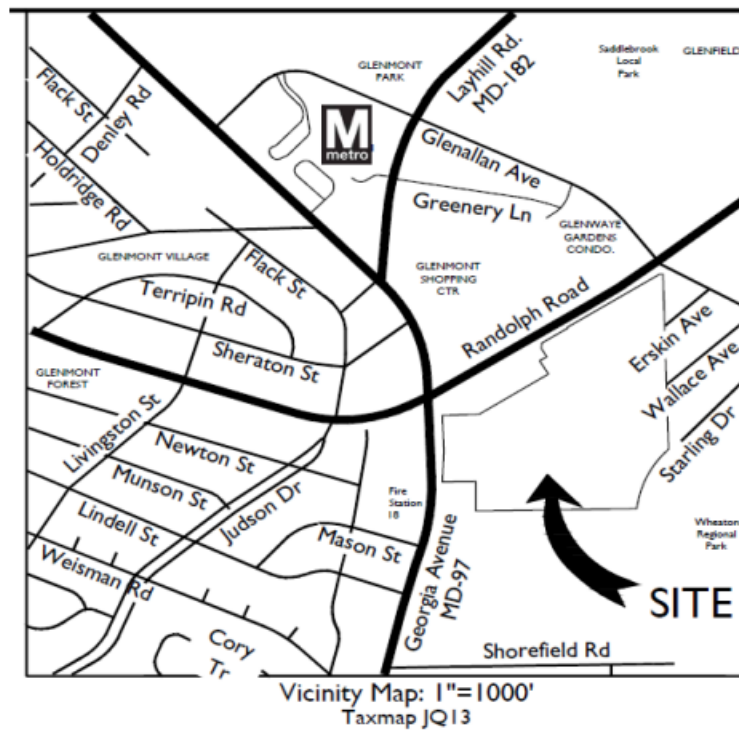 GLENMONT
PARK
Layhill Rd.
MD-182
Saddlebrook
Local
Park
GLENFIELD
Flack St
Denley Rd
M
metro
Glenallan Ave
Holdridge Rd
Greenery Ln
GLENWAYE
GARDENS
CONDO.
GLENMONT VILLAGE
Flack St
GLENMONT
SHOPPING
CTR
Terripin Rd
Randolph Road
Sheraton St
Erskin Ave
Wallace Ave
Starling Dr
GLENMONT
FOREST
Livingston St
Newton St
Munson St
Lindell St
Judson Dr
Fire
Station
18
Mason St
Wheaton
Regional
Park
Weisman Rd
Georgia Avenue
MD-97
SITE
Cory
Tr
Shorefield Rd
Vicinity Map: 1"=1000'
Taxmap JQ13